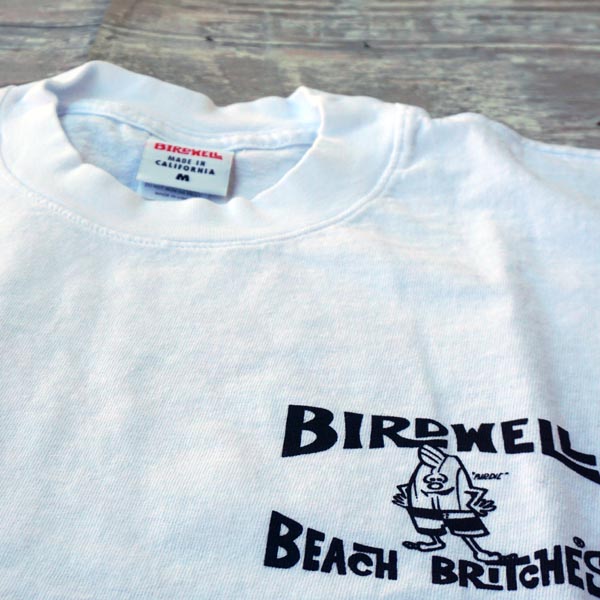 BIRDWELL
MADE IN
CALIFORNIA
M
BIRDWELL
"BIRDIE"
BEACH BRITCHES